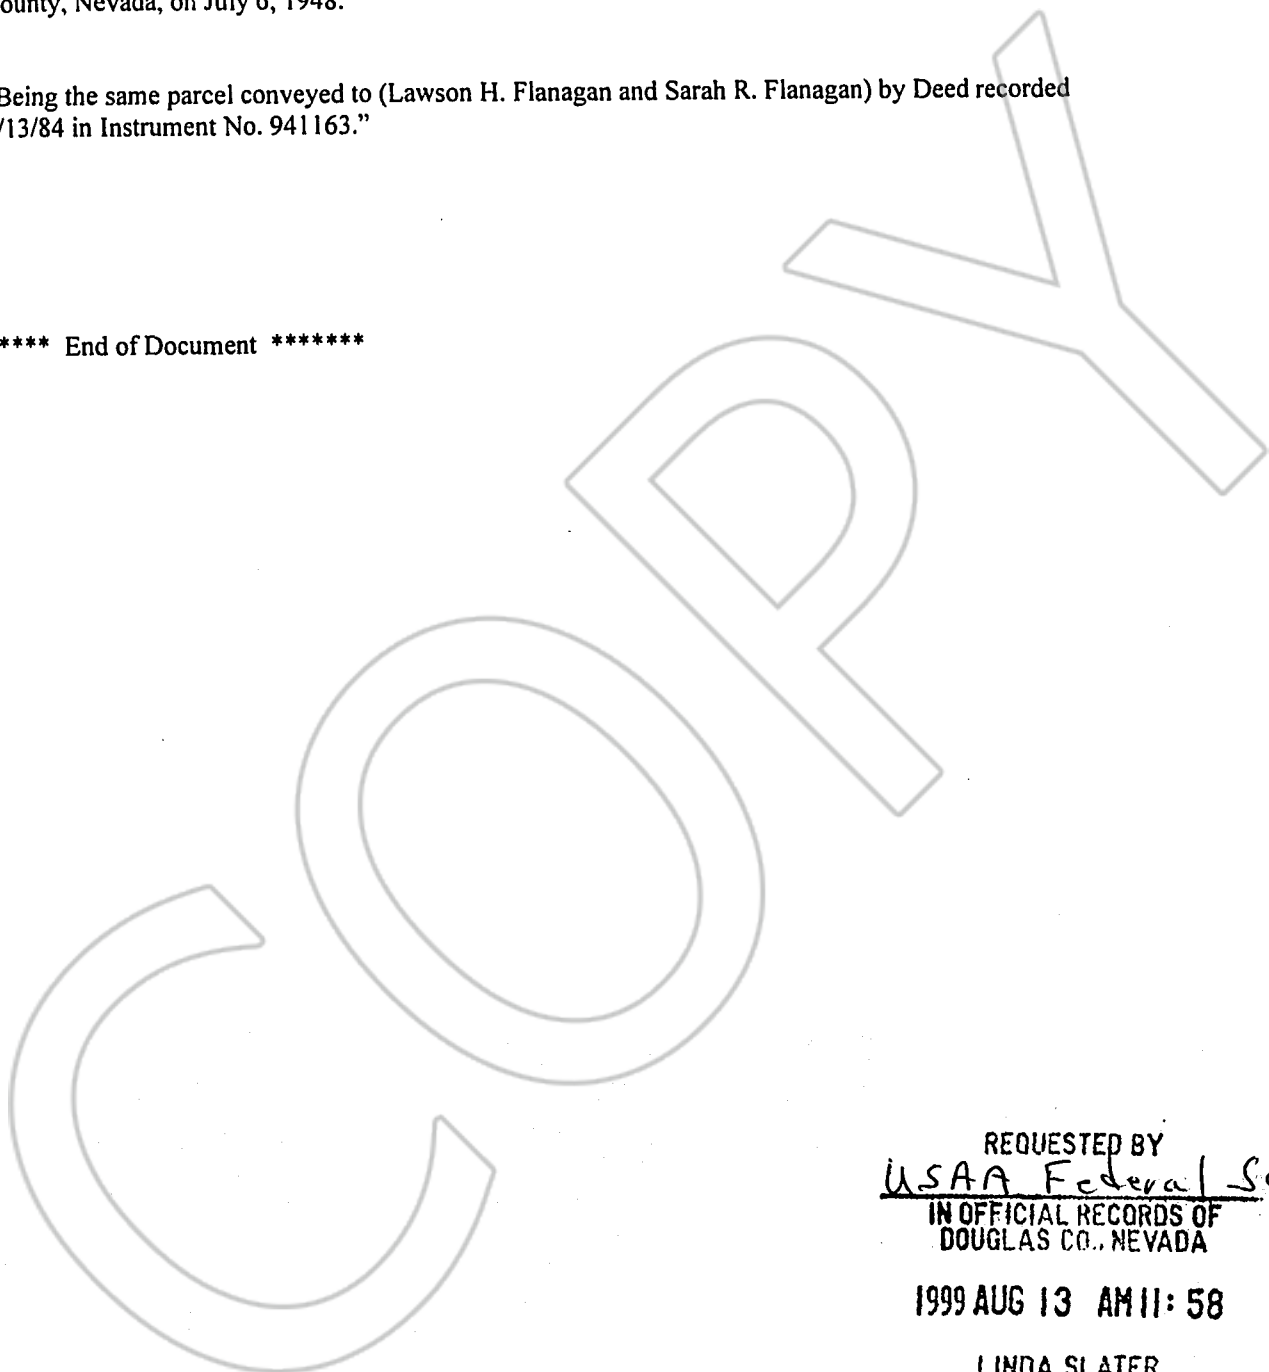 ounty, Nevada, on July 6, 1948.
Being the same parcel conveyed to (Lawson H. Flanagan and Sarah R. Flanagan) by Deed recorded
/13/84 in Instrument No. 941163.”
**** End of Document *******
COPY
REQUESTED BY
USAA Federal
IN OFFICIAL RECORDS OF
DOUGLAS CO., NEVADA
1999 AUG 13 AM 11: 58
LINDA SLATER